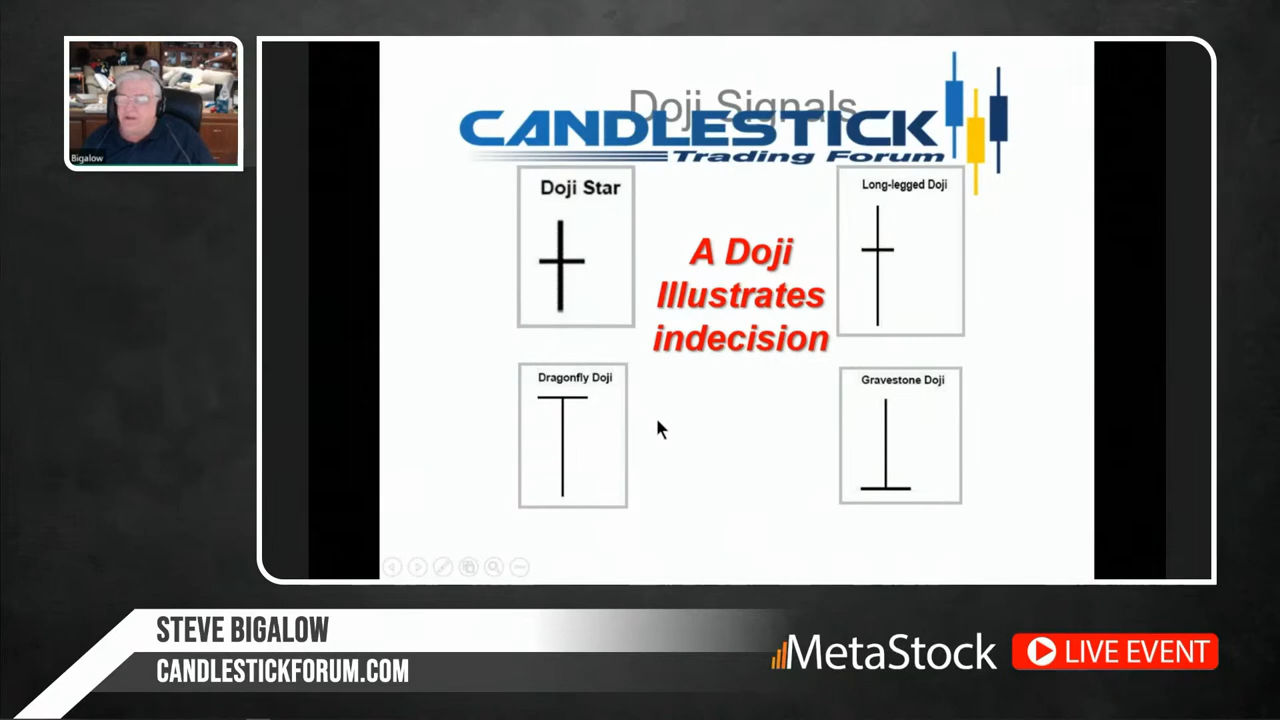 Bigalow
Doji Signals
CANDLESTICK
Trading Forum
Doji Star
Long-legged Doji
A Doji
Illustrates
indecision
Dragonfly Doji
Gravestone Doji
STEVE BIGALOW
CANDLESTICKFORUM.COM
MetaStock
LIVE EVENT